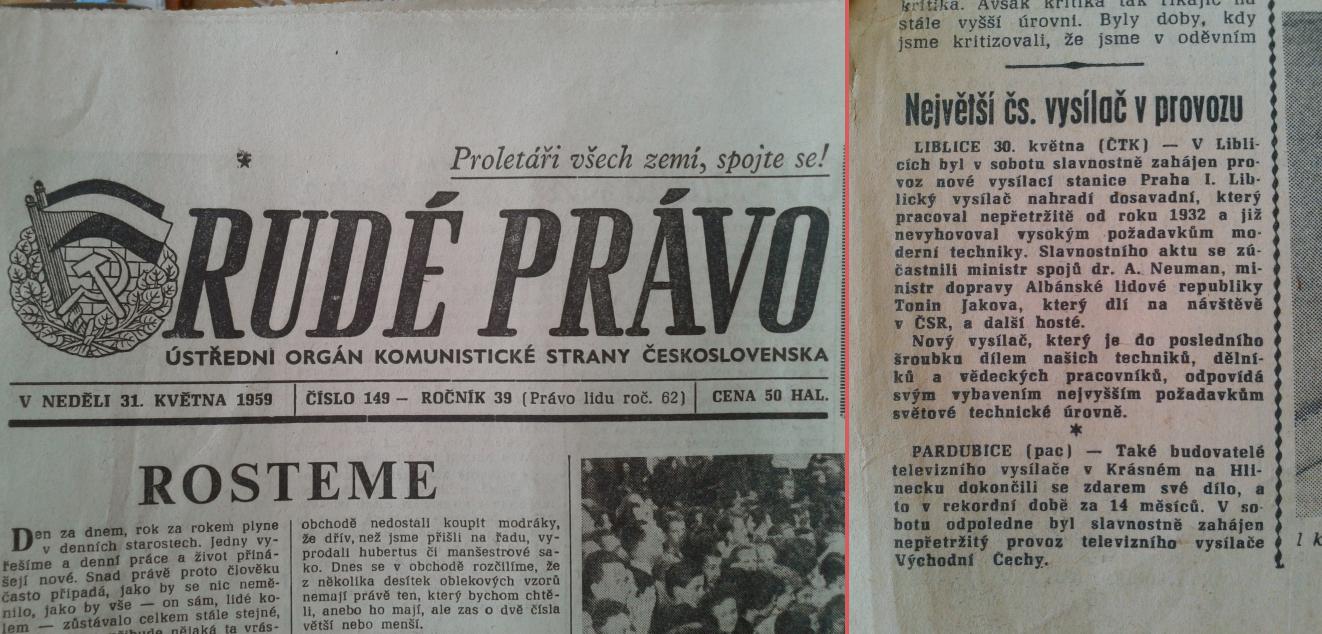 Proletáři všech zemí, spojte se!
RUDÉ PRÁVO
ÚSTŘEDNÍ ORGÁN KOMUNISTICKÉ STRANY ČESKOSLOVENSKA
V NEDĚLI 31. KVĚTNA 1959
ČÍSLO 149 — ROČNÍK 39 (Právo lidu roč. 62)
CENA 50 HAL.
ROSTEME
Den za dnem, rok za rokem plyne
v denních starostech. Jedny vy-
řešíme a denní práce a život přiná-
šejí nové. Snad právě proto člověku
často připadá, jako by se nic nemě-
nilo, jako by vše — on sám, lidé ko-
lem — zůstávalo celkem stále stejné,
nějaká ta vrás-
obchodě nedostali koupit modráky,
že dřív, než jsme přišli na řadu, vy-
prodali hubertus či manšestrové sa-
ko. Dnes se v obchodě rozčilíme, že
z několika desítek oblekových vzorů
nemají právě ten, který bychom chtě-
li, anebo ho mají, ale zas o dvě čísla
větší nebo menší.
kritika. Avšak kritika tak říkajíc na
stále vyšší úrovni. Byly doby, kdy
jsme kritizovali, že jsme v oděvním
Největší čs. vysílač v provozu
LIBLICE 30. května (ČTK) — V Libli-
cích byl v sobotu slavnostně zahájen pro-
voz nové vysílací stanice Praha I. Lib-
lický vysílač nahradí dosavadní, který
pracoval nepřetržitě od roku 1932 a již
nevyhovoval vysokým požadavkům mo-
derní techniky. Slavnostního aktu se zú-
častnili ministr spojů dr. A. Neuman, mi-
nistr dopravy Albánské lidové republiky
Tonin Jakova, který dlí na návštěvě
v ČSR, a další hosté.
Nový vysílač, který je do posledního
šroubku dílem našich techniků, dělní-
ků a vědeckých pracovníků, odpovídá
svým vybavením nejvyšším požadavkům
světové technické úrovně.
*
PARDUBICE (pac) — Také budovatelé
televizního vysílače v Krásném na Hli-
necku dokončili se zdarem své dílo, a
to v rekordní době za 14 měsíců. V so-
botu odpoledne byl slavnostně zahájen
nepřetržitý provoz televizního vysílače
Východní Čechy.